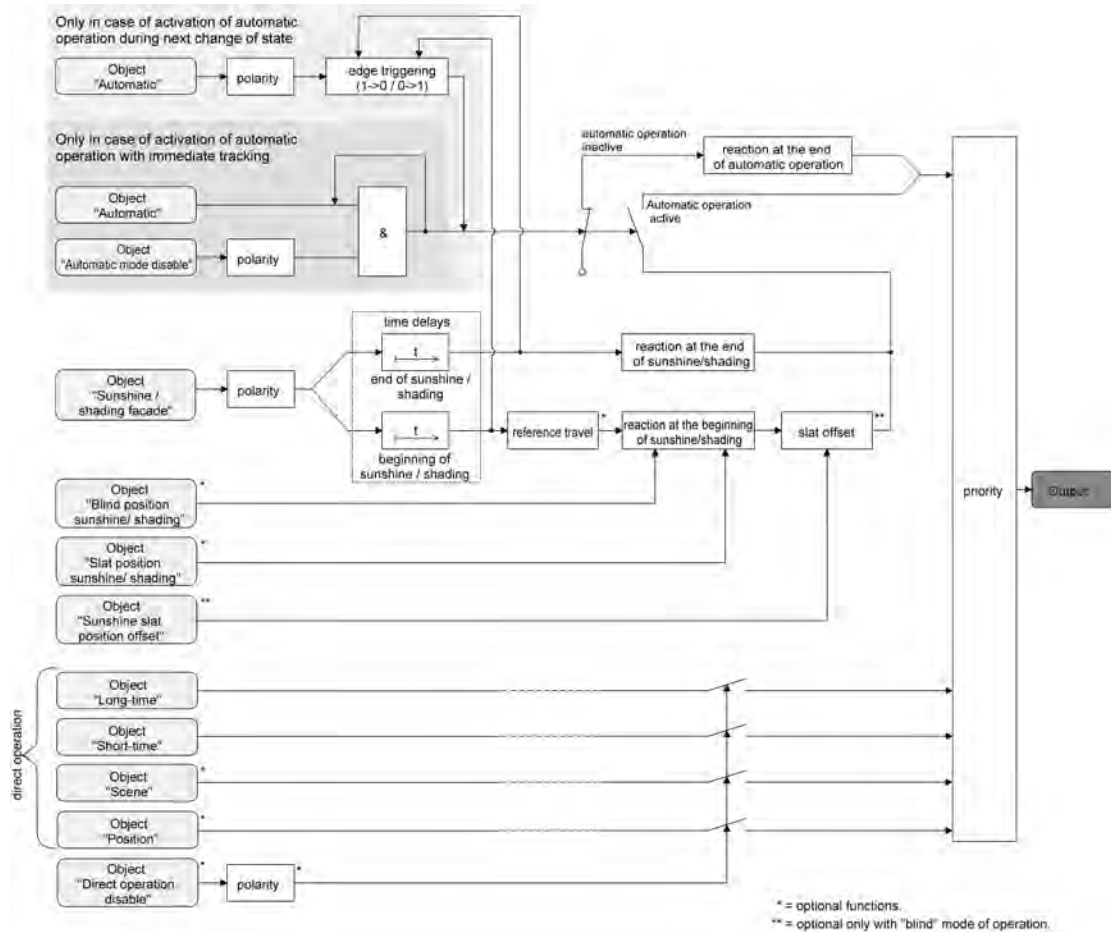 Only in case of activation of automatic
operation during next change of state
Object
"Automatic"
polarity
edge triggering
(1->0 / 0->1)
Only in case of activation of automatic
operation with immediate tracking
Object
"Automatic"
Object
"Automatic mode disable"
polarity
&
automatic operation
inactive
reaction at the end
of automatic operation
Automatic operation
active
time delays
t
end of sunshine /
shading
reaction at the end
of sunshine/shading
Object
"Sunshine /
shading facade"
polarity
t
beginning of
sunshine / shading
reference travel
*
reaction at the beginning
of sunshine/shading
slat offset
**
Object
"Blind position
sunshine/ shading"
*
Object
"Slat position
sunshine/ shading"
*
Object
"Sunshine slat
position offset"
**
priority
Output
direct operation
Object
"Long-time"
Object
"Short-time"
Object
"Scene"
*
Object
"Position"
*
Object
"Direct operation
disable"
*
polarity
*
* = optional functions.
** = optional only with "blind" mode of operation.